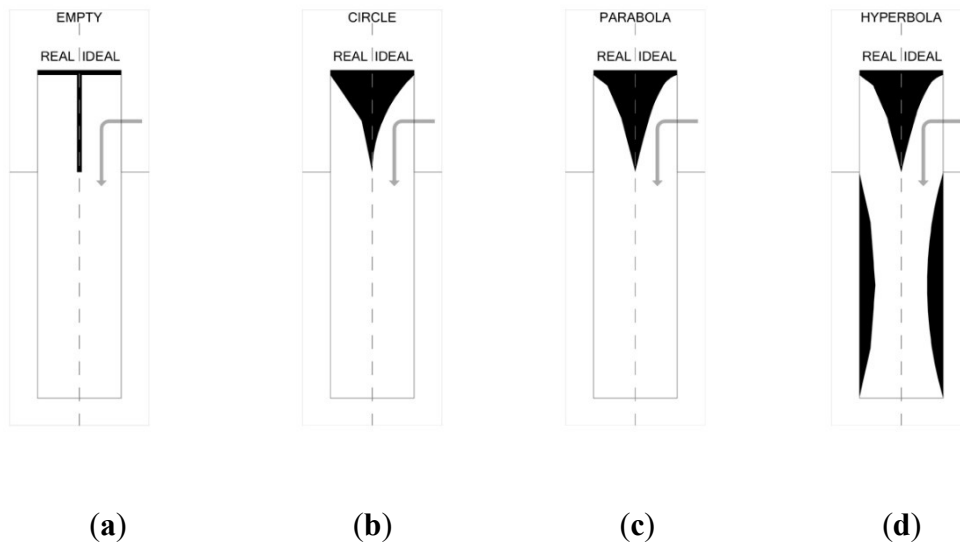 EMPTY
REAL IDEAL
CIRCLE
REAL IDEAL
PARABOLA
REAL IDEAL
HYPERBOLA
REAL IDEAL
(a)
(b)
(c)
(d)